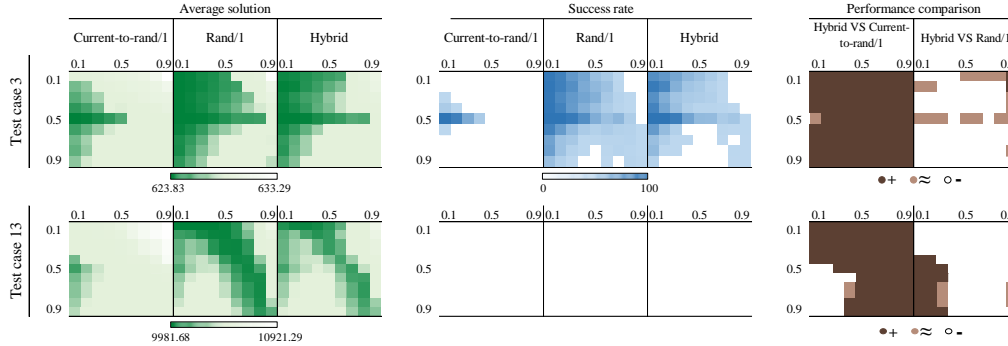 Average solution Success rate Performance comparison
Current-to-rand/1 Rand/1 Hybrid Current-to-rand/1 Rand/1 Hybrid Hybrid VS Current-to-rand/1 Hybrid VS Rand/1
0.1 0.5 0.9 0.1 0.5 0.9 0.1 0.5 0.9 0.1 0.5 0.9 0.1 0.5 0.9 0.1 0.5 0.9 0.1 0.5 0.9 0.1 0.5 0.9
Test case 3
0.1 0.1 0.1
0.5 0.5 0.5
0.9 0.9 0.9
623.83 633.29 0 100 + ≈ -
0.1 0.5 0.9 0.1 0.5 0.9 0.1 0.5 0.9 0.1 0.5 0.9 0.1 0.5 0.9 0.1 0.5 0.9 0.1 0.5 0.9 0.1 0.5 0.9
Test case 13
0.1 0.1 0.1
0.5 0.5 0.5
0.9 0.9 0.9
9981.68 10921.29 + ≈ -